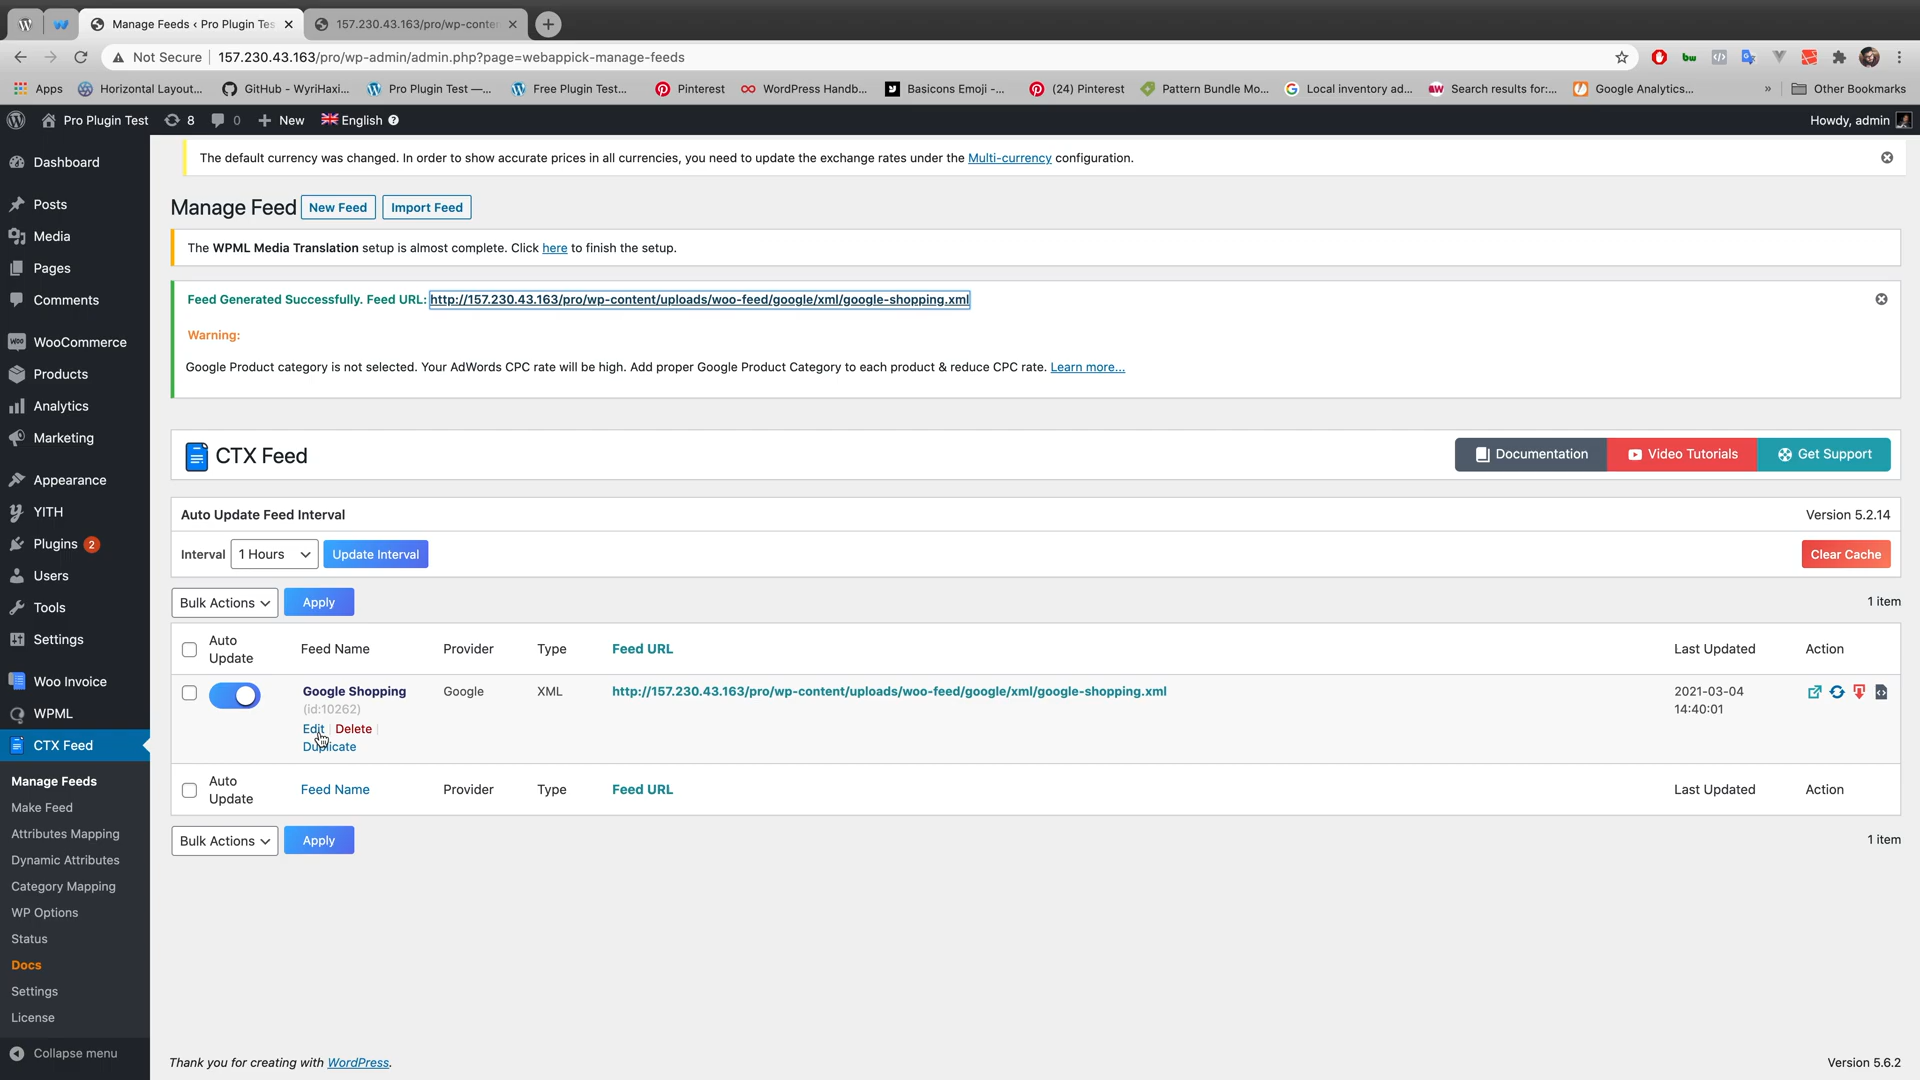 Manage Feeds ‹ Pro Plugin Tes
157.230.43.163/pro/wp-conter
Not Secure
157.230.43.163/pro/wp-admin/admin.php?page=webappick-manage-feeds
Apps
Horizontal Layout...
GitHub - WyriHaxi...
Pro Plugin Test —...
Free Plugin Test...
Pinterest
WordPress Handb...
Basicons Emoji -...
(24) Pinterest
Pattern Bundle Mo...
Local inventory ad...
Search results for:...
Google Analytics...
»
Other Bookmarks
Pro Plugin Test
8
0
New
English
Howdy, admin
Dashboard
Posts
Media
Pages
Comments
WooCommerce
Products
Analytics
Marketing
Appearance
YITH
Plugins 2
Users
Tools
Settings
Woo Invoice
WPML
CTX Feed
Manage Feeds
Make Feed
Attributes Mapping
Dynamic Attributes
Category Mapping
WP Options
Status
Docs
Settings
License
Collapse menu
The default currency was changed. In order to show accurate prices in all currencies, you need to update the exchange rates under the Multi-currency configuration.
Manage Feed New Feed Import Feed
The WPML Media Translation setup is almost complete. Click here to finish the setup.
Feed Generated Successfully. Feed URL: http://157.230.43.163/pro/wp-content/uploads/woo-feed/google/xml/google-shopping.xml
Warning:
Google Product category is not selected. Your AdWords CPC rate will be high. Add proper Google Product Category to each product & reduce CPC rate. Learn more...
CTX Feed
Documentation
Video Tutorials
Get Support
Auto Update Feed Interval
Version 5.2.14
Interval 1 Hours Update Interval
Clear Cache
Bulk Actions Apply
1 item
Auto Update
Feed Name
Provider
Type
Feed URL
Last Updated
Action
Google Shopping
(id:10262)
Edit | Delete |
Duplicate
Google
XML
http://157.230.43.163/pro/wp-content/uploads/woo-feed/google/xml/google-shopping.xml
2021-03-04
14:40:01
Auto Update
Feed Name
Provider
Type
Feed URL
Last Updated
Action
Bulk Actions Apply
1 item
Thank you for creating with WordPress.
Version 5.6.2